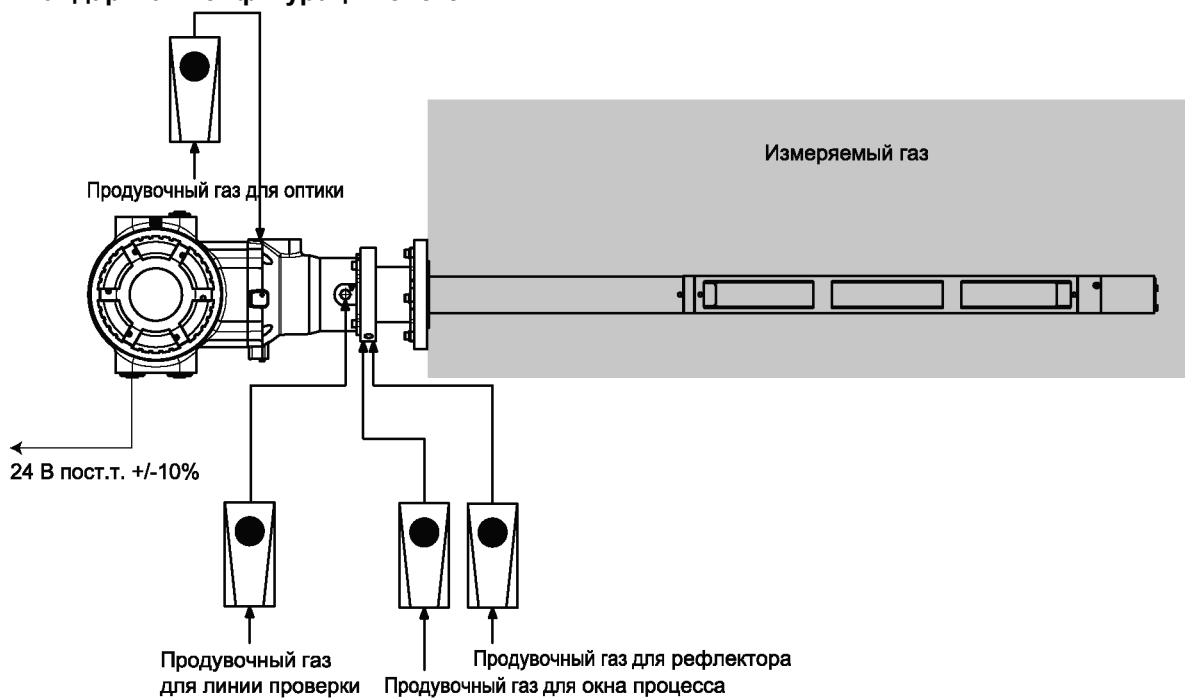 Измеряемый газ
Продувочный газ для оптики
24 В пост.т. +/-10%
Продувочный газ
для линии проверки
Продувочный газ для окна процесса
Продувочный газ для рефлектора